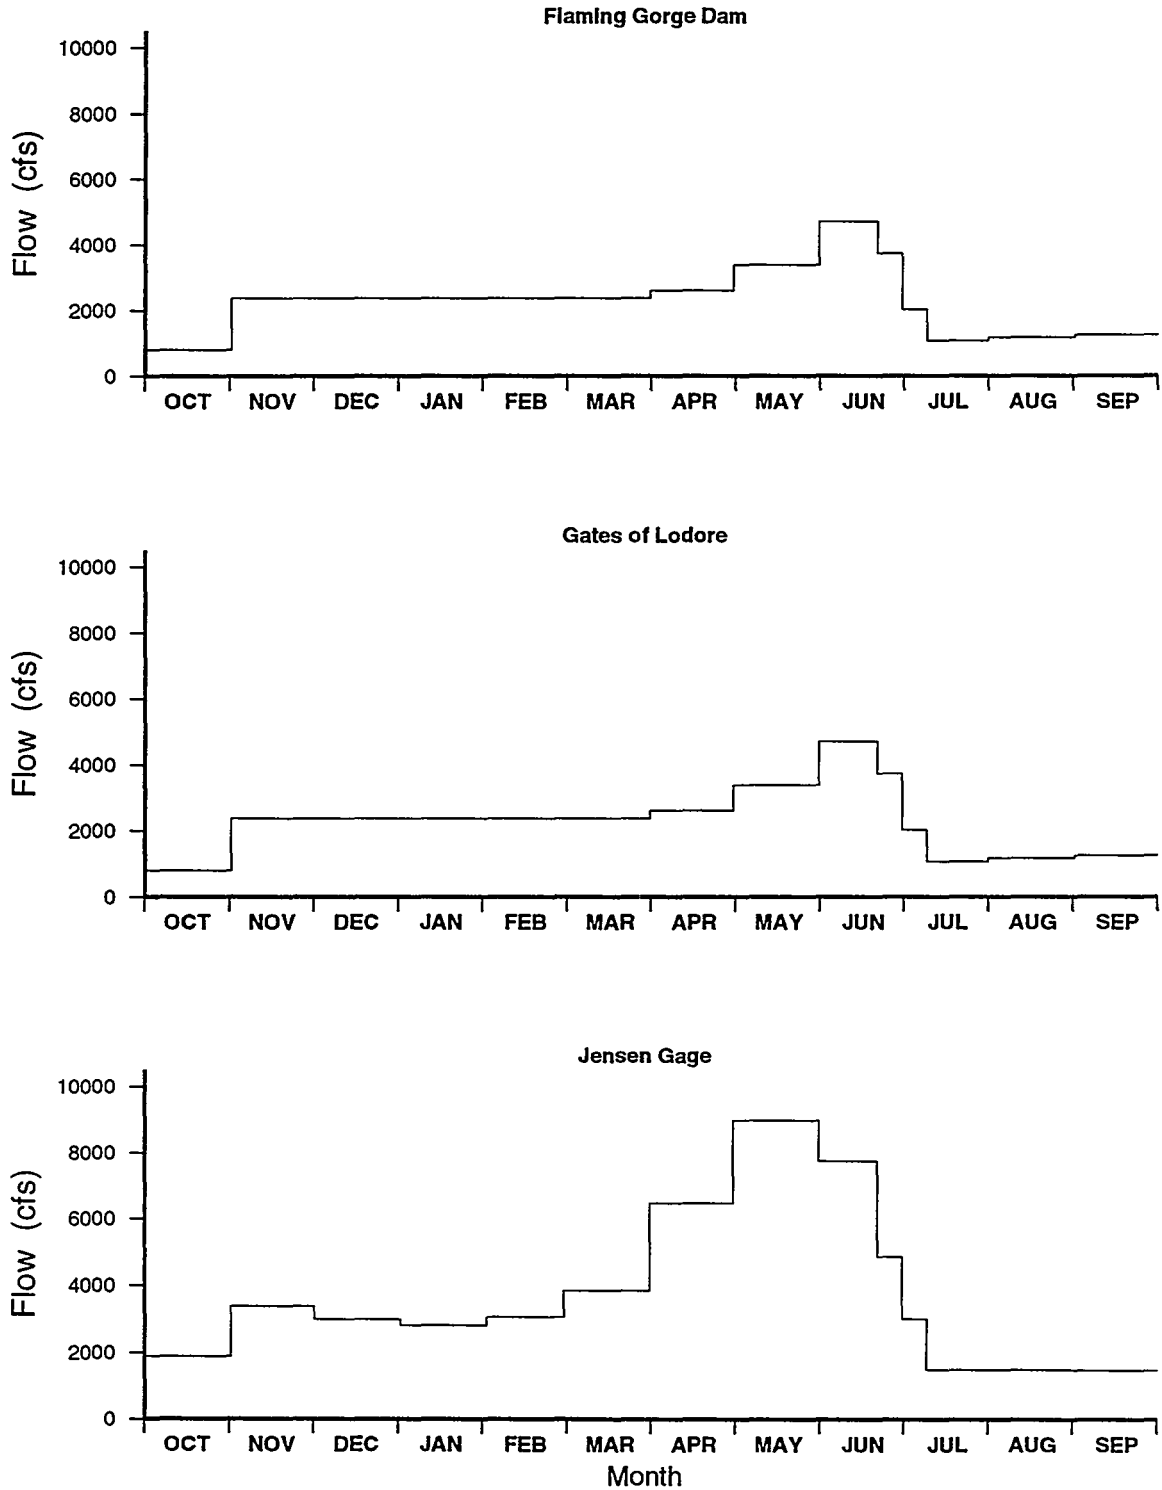 Flaming Gorge Dam
10000
8000
6000
4000
2000
0
Flow (cfs)
OCT NOV DEC JAN FEB MAR APR MAY JUN JUL AUG SEP
Gates of Lodore
10000
8000
6000
4000
2000
0
Flow (cfs)
OCT NOV DEC JAN FEB MAR APR MAY JUN JUL AUG SEP
Jensen Gage
10000
8000
6000
4000
2000
0
Flow (cfs)
OCT NOV DEC JAN FEB MAR APR MAY JUN JUL AUG SEP
Month